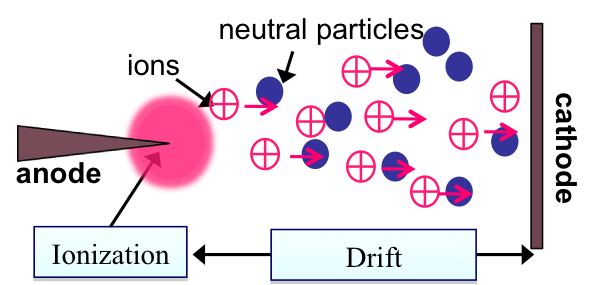 neutral particles
ions
anode
cathode
Ionization
Drift